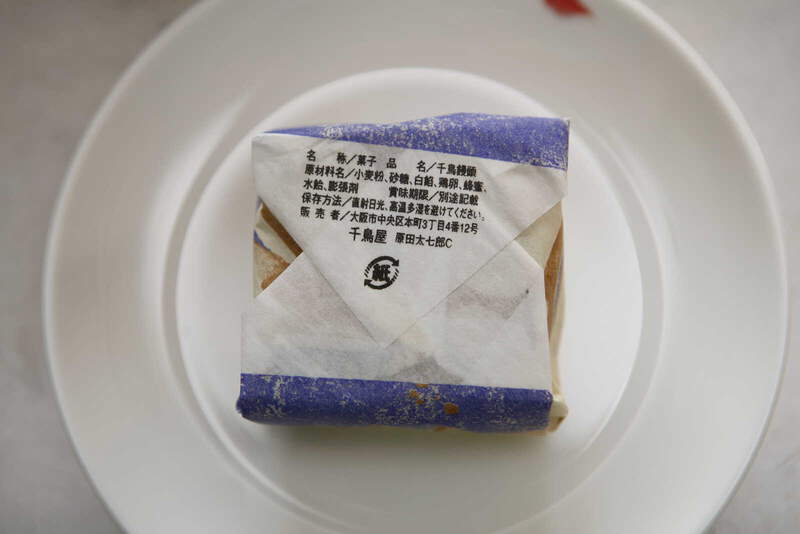 名　称／菓子　品　名／千鳥饅頭
原材料名／小麦粉、砂糖、白餡、鶏卵、蜂蜜、
水飴、膨張剤　賞味期限／別途記載
保存方法／直射日光、高温多湿を避けてください。
販売者／大阪市中央区本町3丁目4番12号
千鳥屋　原田太七郎C
紙